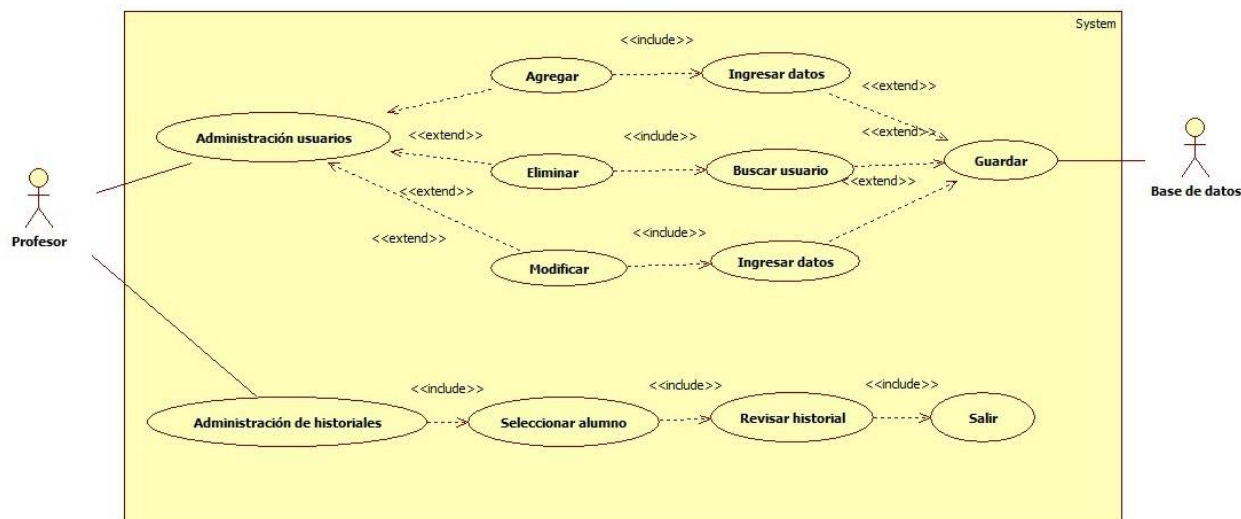 System
<<include>>
Agregar
Ingresar datos
<<extend>>
Administración usuarios
<<extend>>
<<include>>
<<extend>>
Eliminar
Buscar usuario
Guardar
Base de datos
<<extend>>
<<extend>>
Profesor
<<extend>>
<<include>>
Modificar
Ingresar datos
<<include>>
<<include>>
<<include>>
Administración de historiales
Seleccionar alumno
Revisar historial
Salir